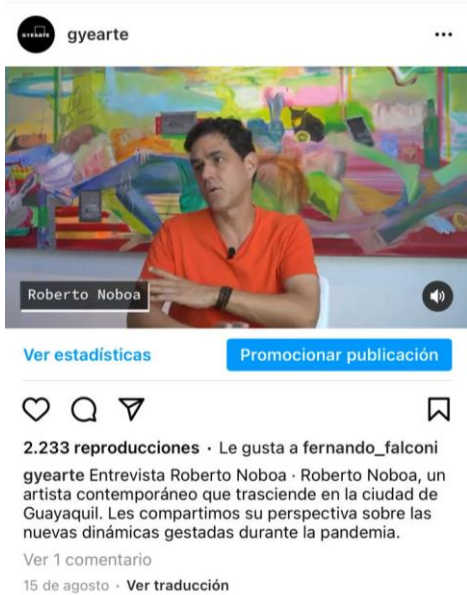 GYEARTE
gyearte
Roberto Noboa
Ver estadísticas
Promocionar publicación
2.233 reproducciones · Le gusta a fernando_falconi
gyearte Entrevista Roberto Noboa · Roberto Noboa, un
artista contemporáneo que trasciende en la ciudad de
Guayaquil. Les compartimos su perspectiva sobre las
nuevas dinámicas gestadas durante la pandemia.
Ver 1 comentario
15 de agosto · Ver traducción